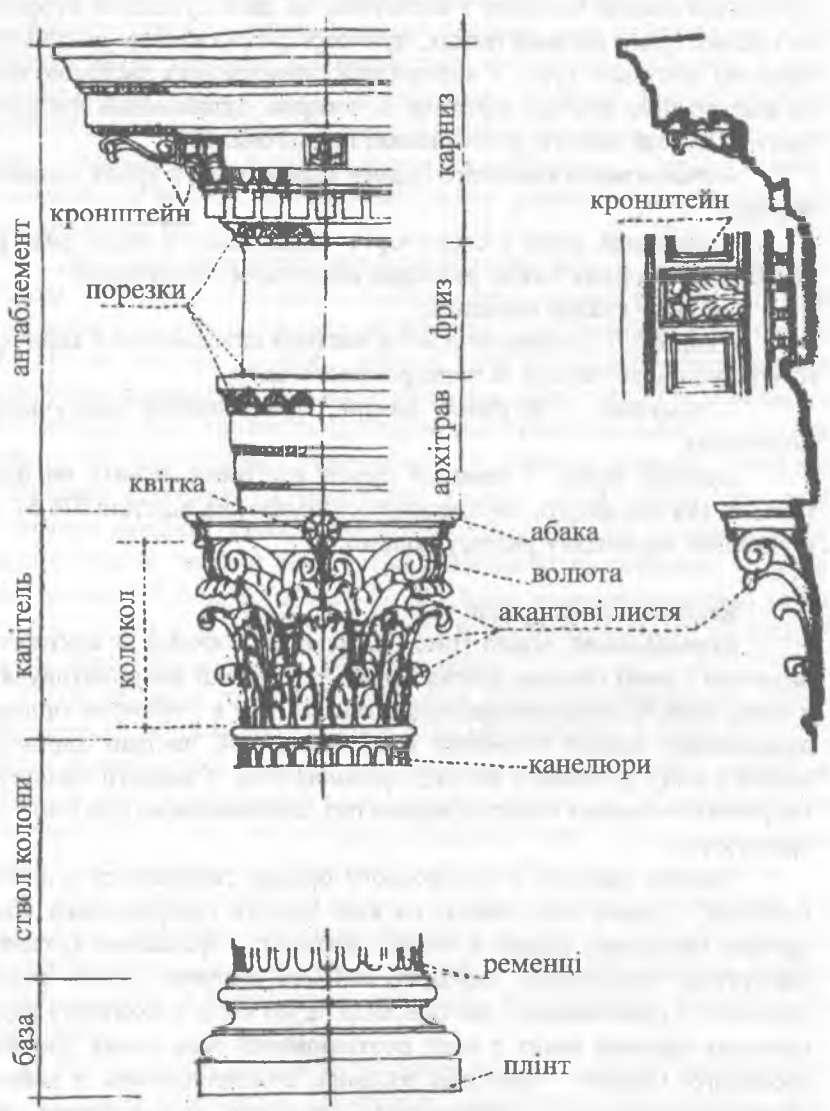 антаблемент
карниз
кронштейн
кронштейн
порезки
фриз
архітрав
квітка
абака
волюта
акантові листя
капітель
колокол
канелюри
ствол колони
ременці
база
плінт